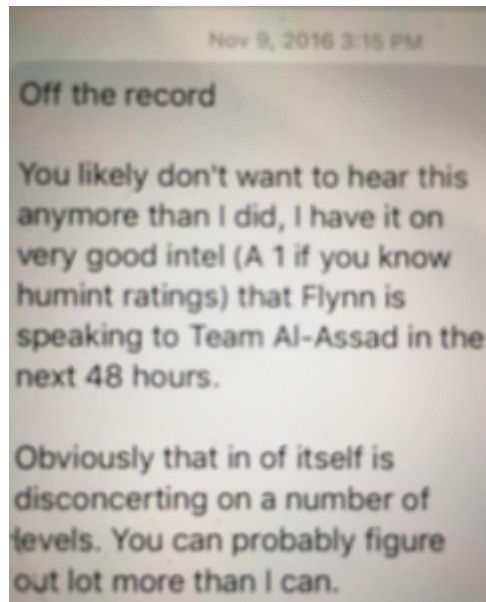 Nov 9, 2016 3:15 PM
Off the record
You likely don't want to hear this
anymore than I did, I have it on
very good intel (A 1 if you know
humint ratings) that Flynn is
speaking to Team Al-Assad in the
next 48 hours.
Obviously that in of itself is
disconcerting on a number of
levels. You can probably figure
out lot more than I can.